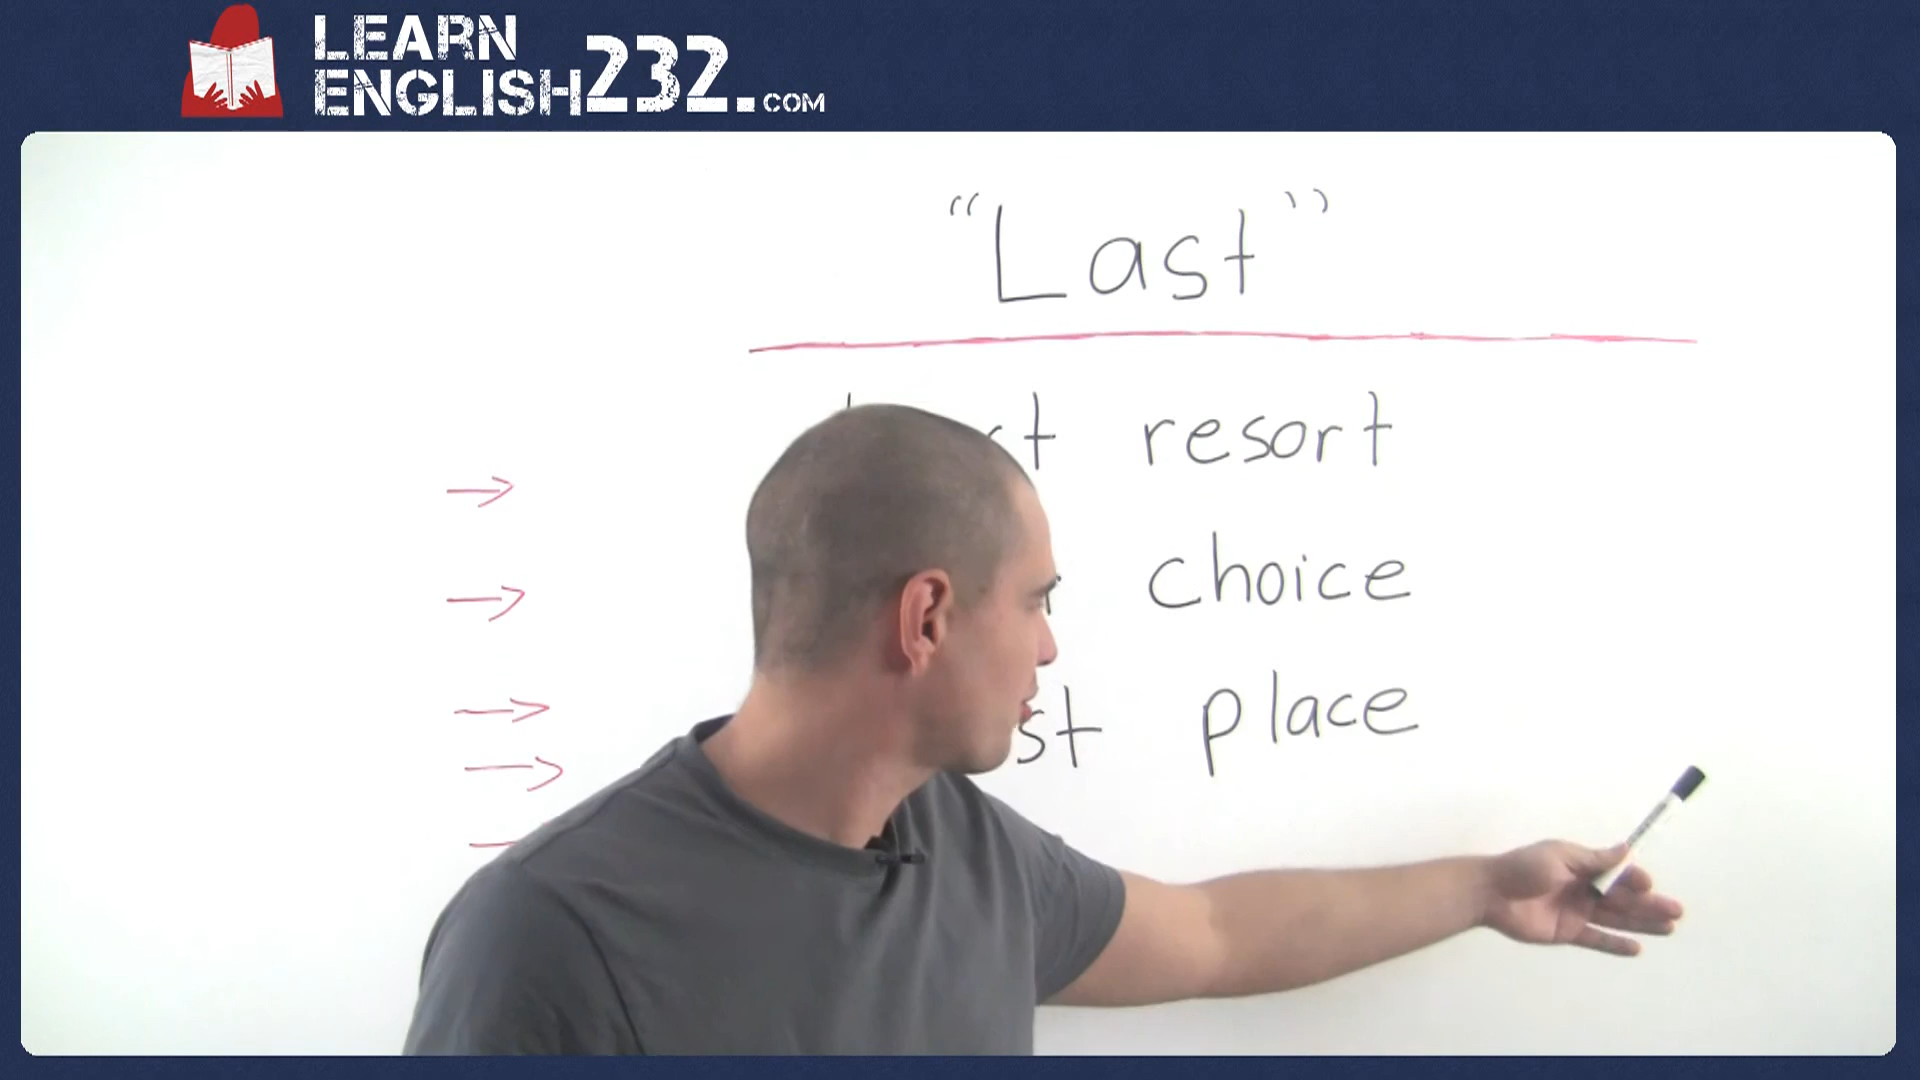 LEARN
ENGLISH232.COM
"Last"
resort
choice
place